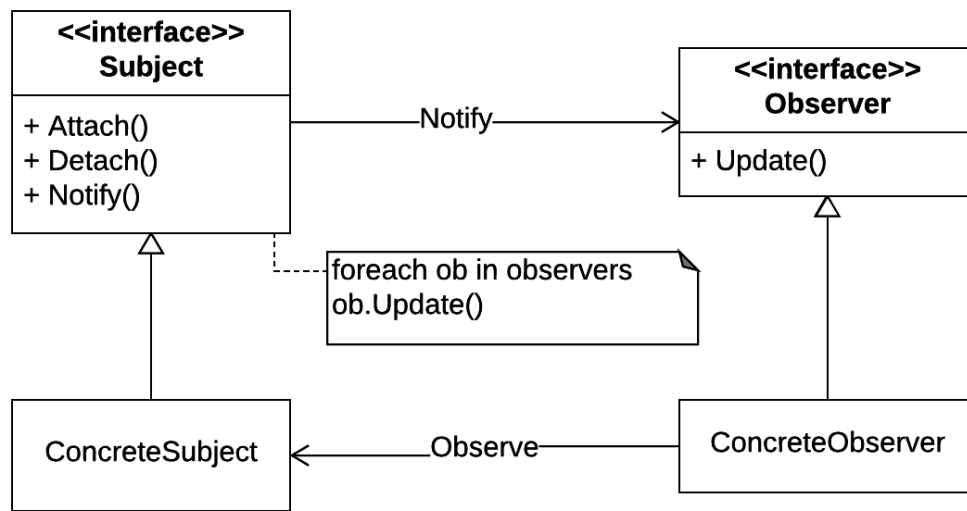 <<interface>>
Subject
+ Attach()
+ Detach()
+ Notify()
Notify
<<interface>>
Observer
+ Update()
foreach ob in observers
ob.Update()
ConcreteSubject
Observe
ConcreteObserver